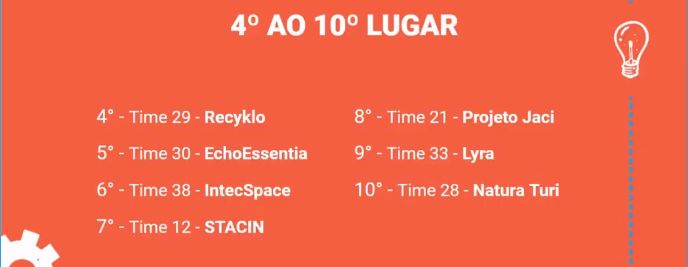 4º AO 10º LUGAR
4° - Time 29 - Recyklo
5° - Time 30 - EchoEssentia
6° - Time 38 - IntecSpace
7° - Time 12 - STACIN
8° - Time 21 - Projeto Jaci
9° - Time 33 - Lyra
10° - Time 28 - Natura Turi